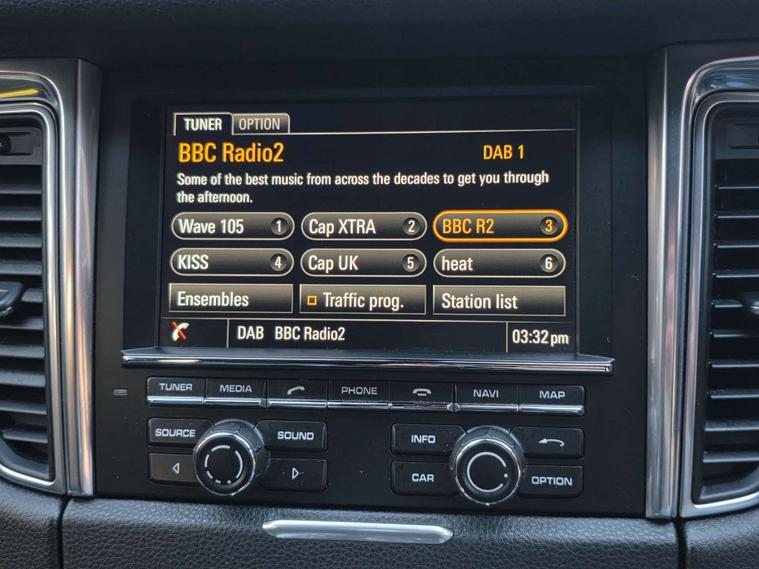 TUNER OPTION
BBC Radio2 DAB 1
Some of the best music from across the decades to get you through
the afternoon.
Wave 105 1 Cap XTRA 2 BBC R2 3
KISS 4 Cap UK 5 heat 6
Ensembles Traffic prog. Station list
DAB BBC Radio2 03:32 pm
TUNER MEDIA PHONE NAVI MAP
SOURCE SOUND INFO
CAR OPTION